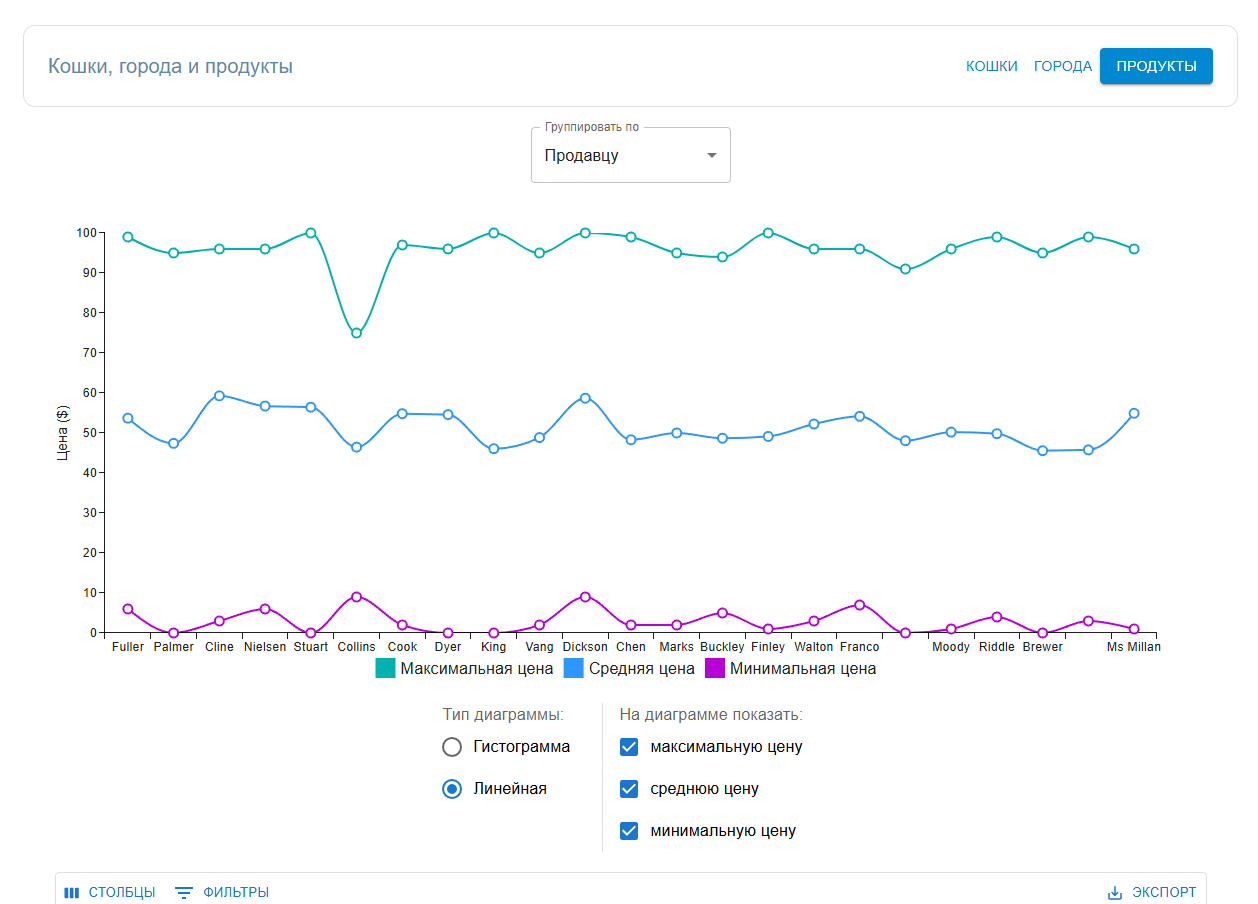 Кошки, города и продукты
КОШКИ ГОРОДА ПРОДУКТЫ
Группировать по
Продавцу
100
90
80
70
60
50
40
30
20
10
0
Цена ($)
Fuller Palmer Cline Nielsen Stuart Collins Cook Dyer King Vang Dickson Chen Marks Buckley Finley Walton Franco Moody Riddle Brewer Ms Millan
Максимальная цена Средняя цена Минимальная цена
Тип диаграммы:
Гистограмма
Линейная
На диаграмме показать:
максимальную цену
среднюю цену
минимальную цену
СТОЛБЦЫ ФИЛЬТРЫ ЭКСПОРТ